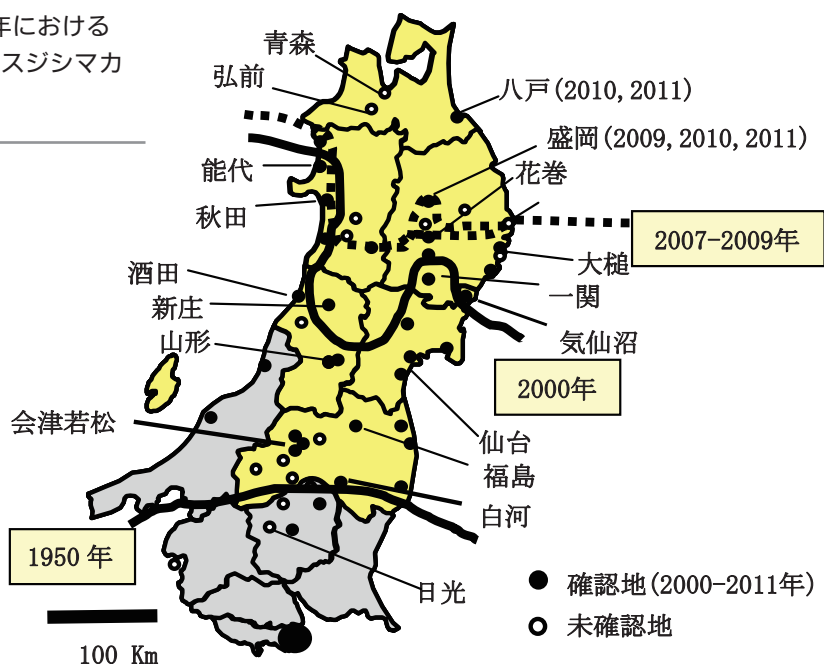 年における
スジシマカ
青森
弘前
八戸(2010, 2011)
盛岡(2009, 2010, 2011)
花巻
能代
秋田
2007-2009年
大槌
酒田
一関
新庄
気仙沼
山形
2000年
会津若松
仙台
福島
白河
1950 年
日光
確認地(2000-2011年)
未確認地
100 Km